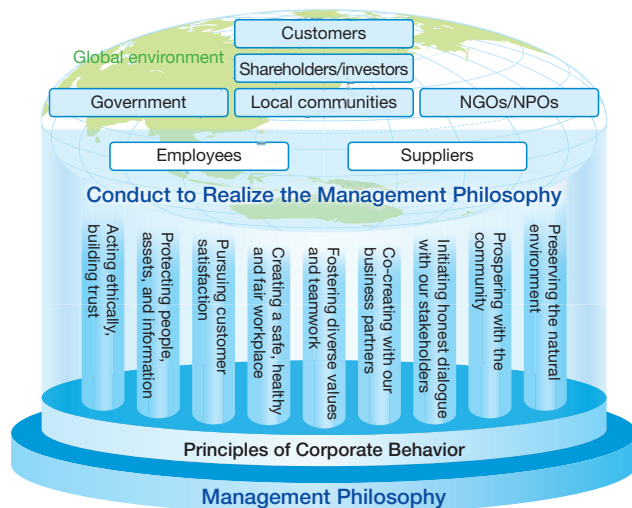 Customers
Global environment
Shareholders/investors
Government
Local communities
NGOs/NPOs
Employees
Suppliers
Conduct to Realize the Management Philosophy
Acting ethically,
building trust
Protecting people,
assets, and information
Pursuing customer
satisfaction
Creating a safe, healthy
and fair workplace
Fostering diverse values
and teamwork
Co-creating with our
business partners
Initiating honest dialogue
with our stakeholders
Prospering with the
community
Preserving the natural
environment
Principles of Corporate Behavior
Management Philosophy